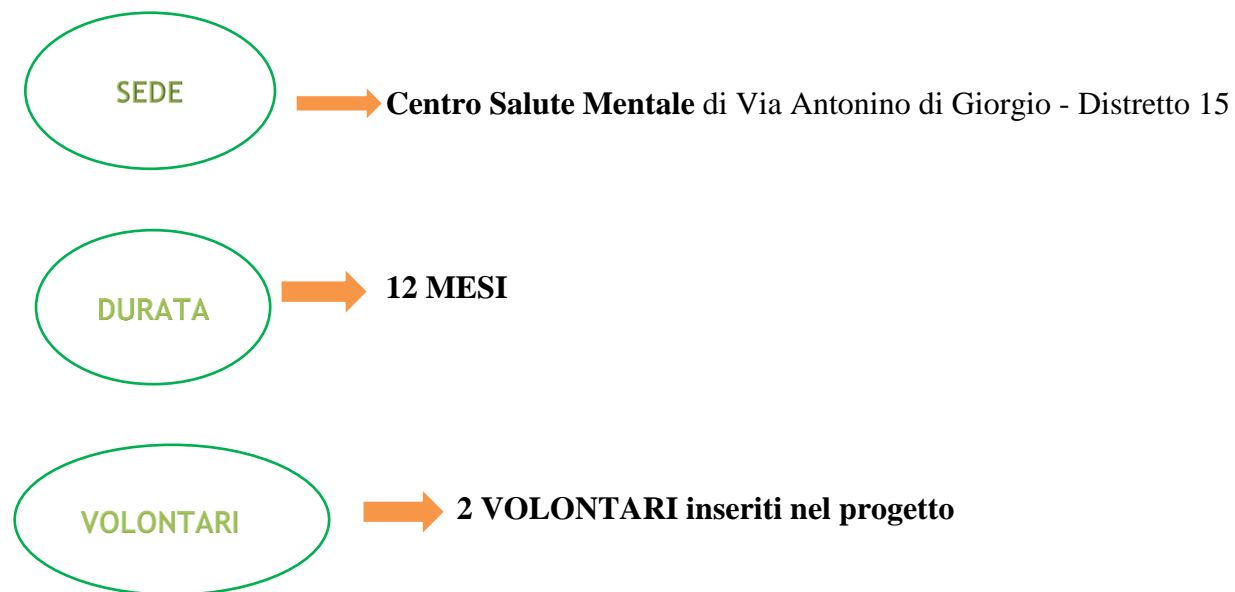 SEDE
Centro Salute Mentale di Via Antonino di Giorgio - Distretto 15
DURATA
12 MESI
VOLONTARI
2 VOLONTARI inseriti nel progetto